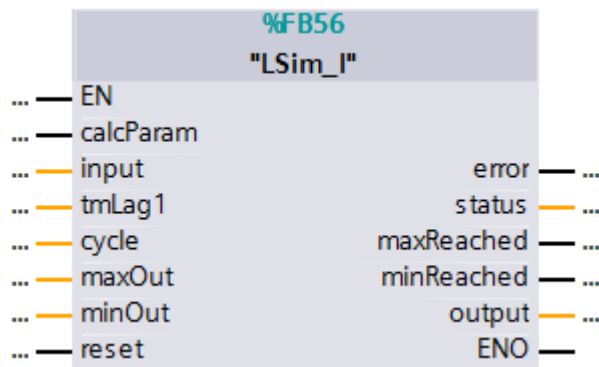 %FB56
"LSim_I"
... EN
... calcParam
... input error ...
... tmLag1 status ...
... cycle maxReached ...
... maxOut minReached ...
... minOut output ...
... reset ENO